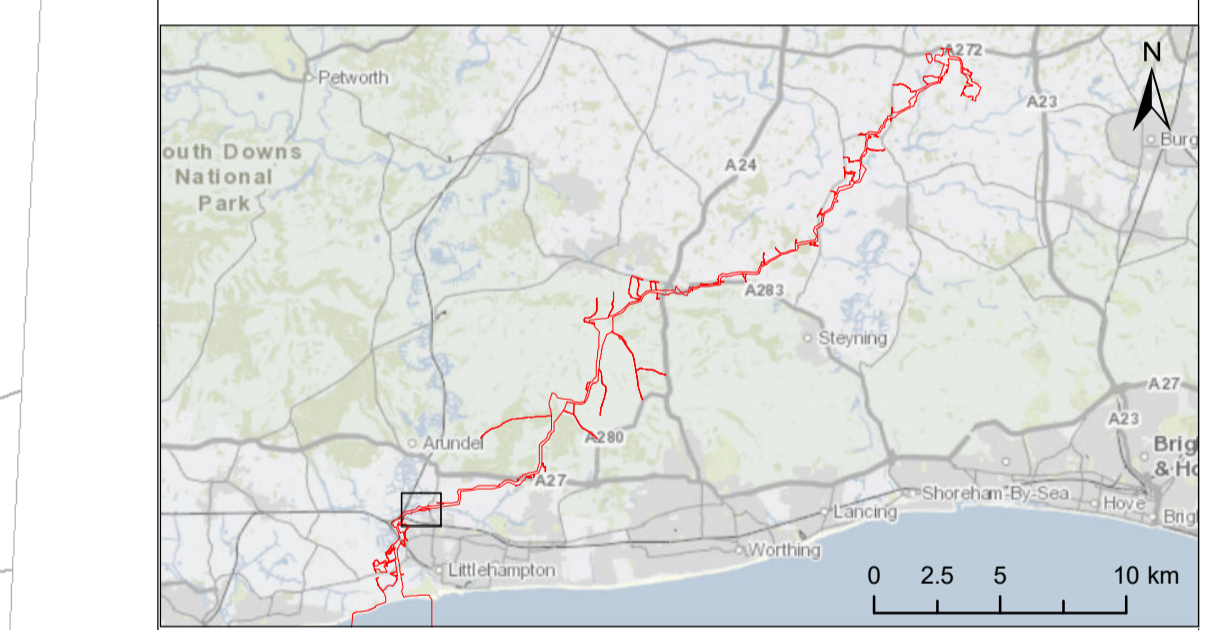 A272
N
Petworth
A23
Burg
outh Downs
National
Park
A24
A283
Steyning
A27
A23
Arundel
A280
Brig
& Ho
A27
Shoreham-By-Sea
Hove
Lancing
Brigl
Worthing
Littlehampton
0 2.5 5 10 km